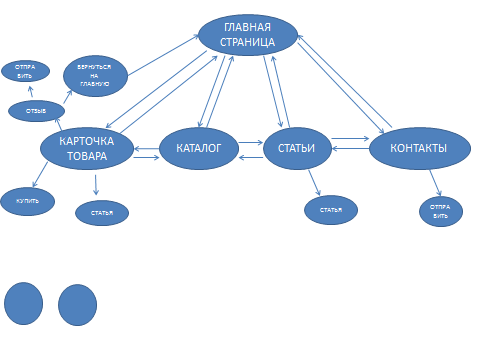 ГЛАВНАЯ
СТРАНИЦА
ОТПРА
ВИТЬ
ВЕРНУТЬСЯ
НА
ГЛАВНУЮ
ОТЗЫВ
КАРТОЧКА
ТОВАРА
КАТАЛОГ
СТАТЬИ
КОНТАКТЫ
КУПИТЬ
СТАТЬЯ
СТАТЬЯ
ОТПРА
ВИТЬ